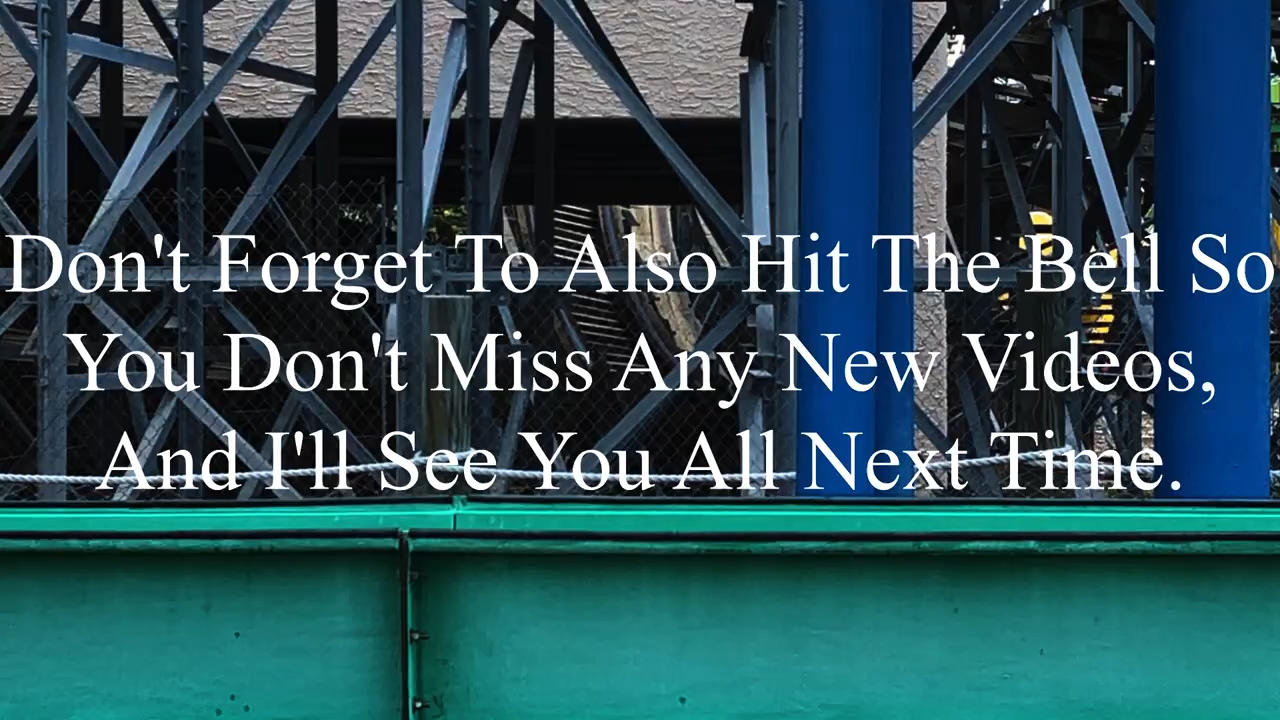 Don't Forget To Also Hit The Bell So
You Don't Miss Any New Videos,
And I'll See You All Next Time.